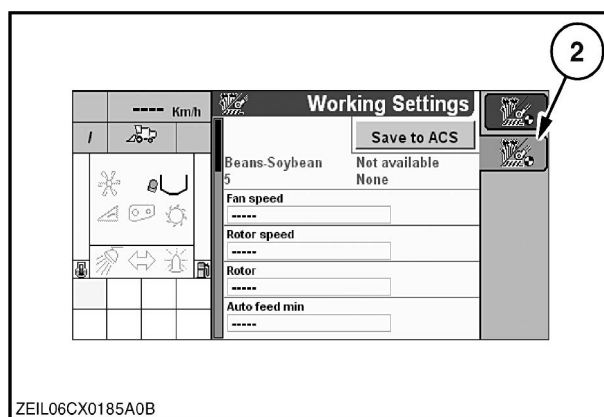 2
---- Km/h
Working Settings
/
Save to ACS
Beans-Soybean Not available
5 None
Fan speed
-----
Rotor speed
-----
Rotor
-----
Auto feed min
-----
ZEIL06CX0185A0B